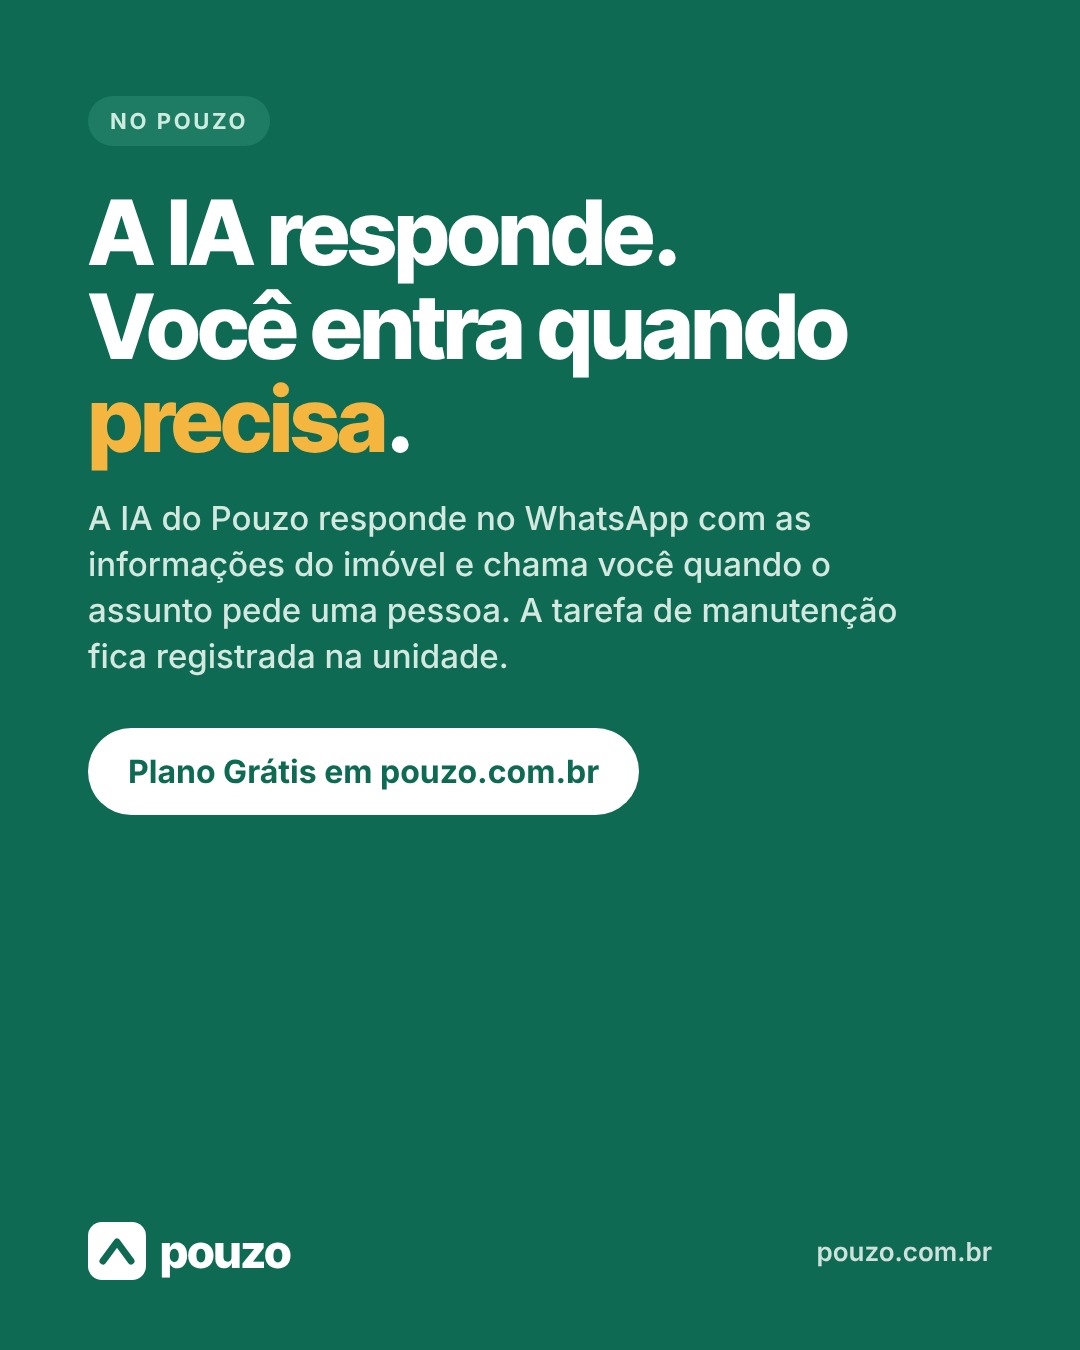 NO POUZO
A IA responde.
Você entra quando
precisa.
A IA do Pouzo responde no WhatsApp com as
informações do imóvel e chama você quando o
assunto pede uma pessoa. A tarefa de manutenção
fica registrada na unidade.
Plano Grátis em pouzo.com.br
pouzo
pouzo.com.br